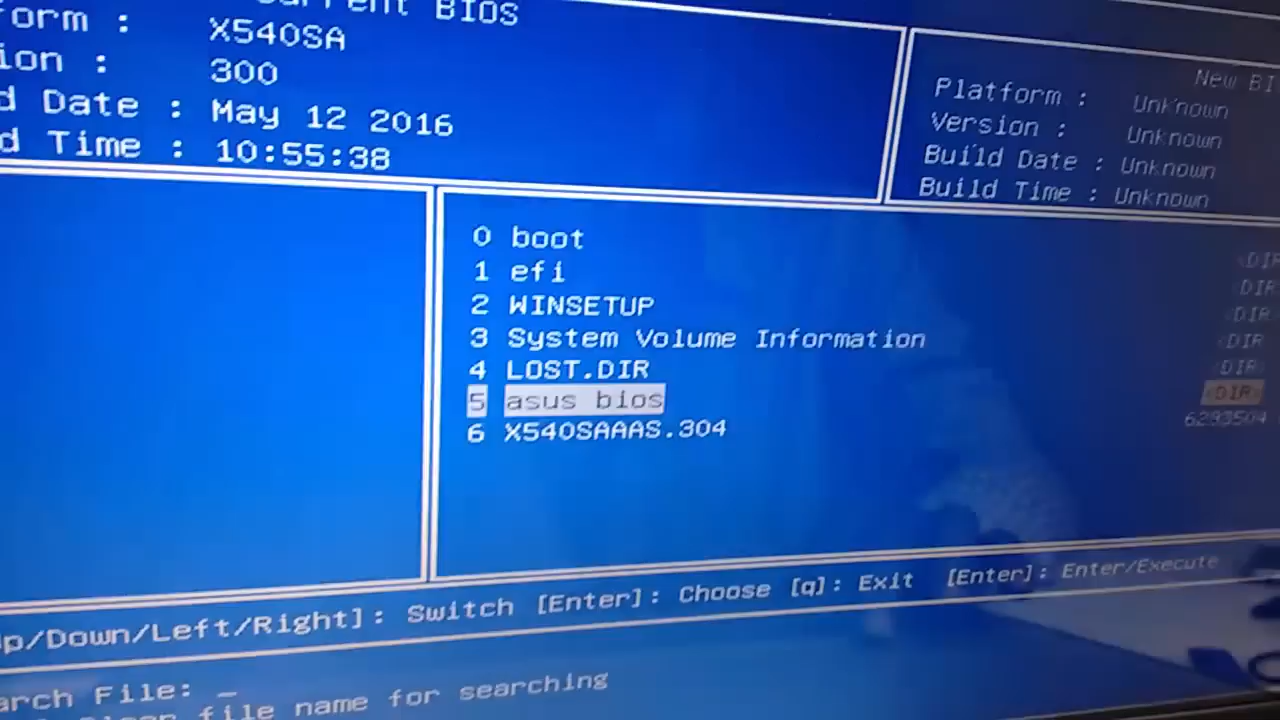 Current BIOS
form : X540SA
ion : 300
d Date : May 12 2016
d Time : 10:55:38
New BI
Platform : Unknown
Version : Unknown
Build Date : Unknown
Build Time : Unknown
0 boot <DIR
1 efi <DIR
2 WINSETUP <DIR
3 System Volume Information <DIR
4 LOST.DIR <DIR>
5 asus bios <DIR>
6 X540SAAAS.304 6293504
p/Down/Left/Right]: Switch [Enter]: Choose [q]: Exit [Enter]: Enter/Execute
arch File: _
file name for searching